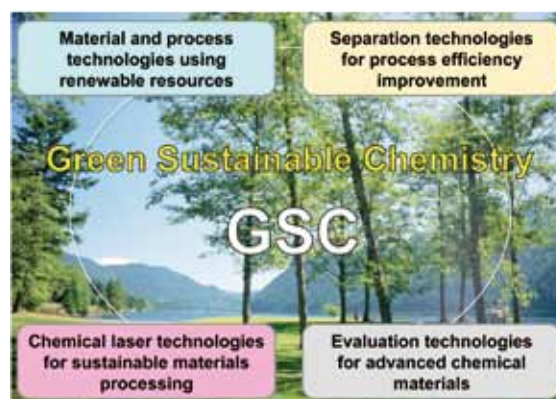 Material and process
technologies using
renewable resources
Separation technologies
for process efficiency
improvement
Green Sustainable Chemistry
GSC
Chemical laser technologies
for sustainable materials
processing
Evaluation technologies
for advanced chemical
materials